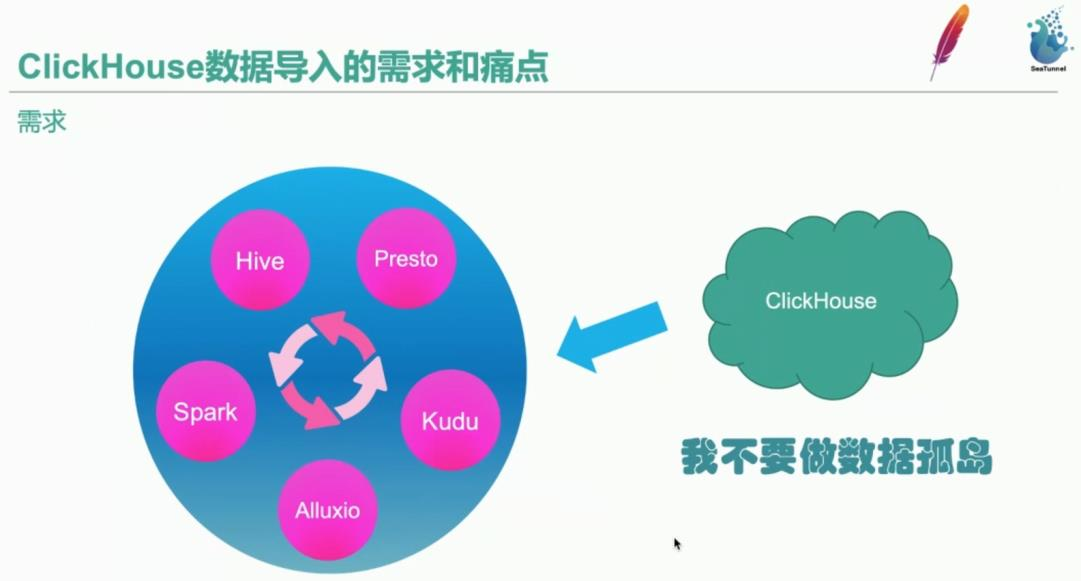 ClickHouse数据导入的需求和痛点
SeaTunnel
需求
Hive
Presto
ClickHouse
Spark
Kudu
我不要做数据孤岛
Alluxio